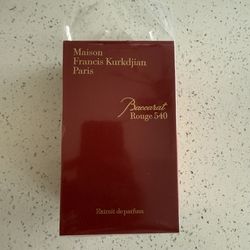 Maison
Francis Kurkdjian
Paris
Baccarat
Rouge 540
Extrait de parfum